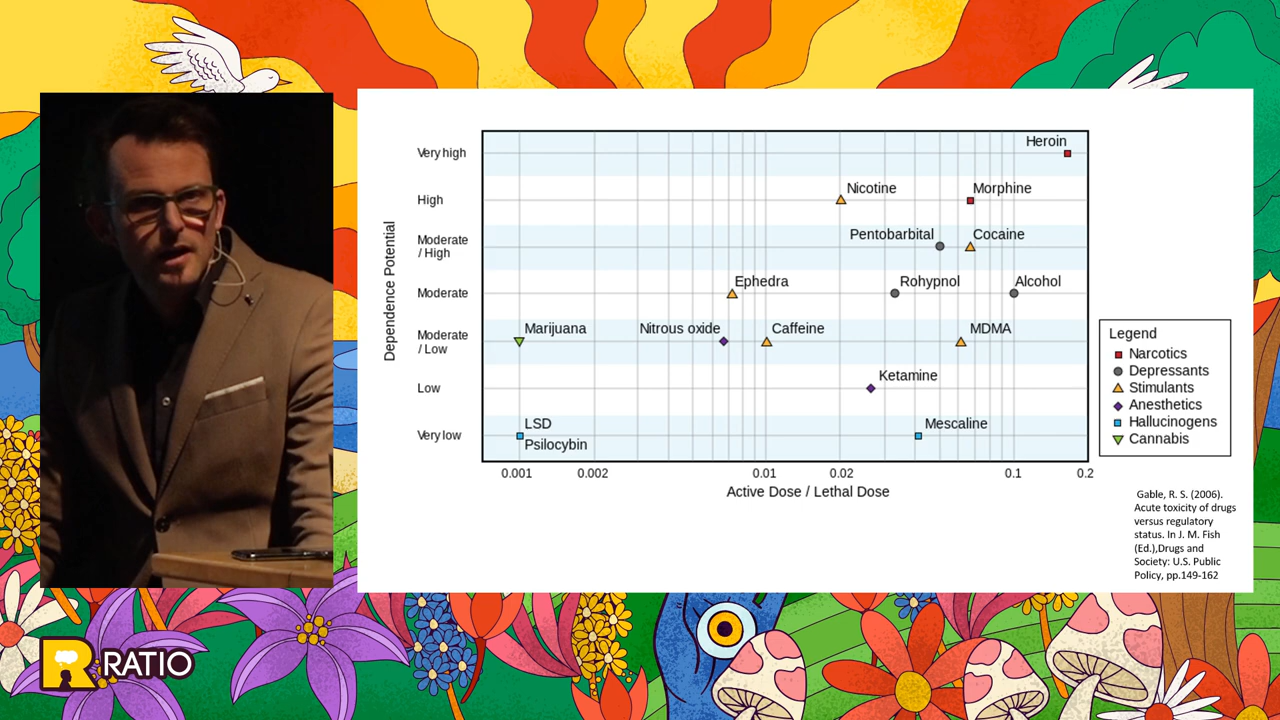 Heroin
Very high
Nicotine
Morphine
High
Pentobarbital
Cocaine
Moderate
/ High
Ephedra
Rohypnol
Alcohol
Moderate
Marijuana
Nitrous oxide
Caffeine
MDMA
Moderate
/ Low
Ketamine
Low
LSD
Psilocybin
Mescaline
Very low
Dependence Potential
0.001
0.002
0.01
0.02
0.1
0.2
Active Dose / Lethal Dose
Legend
Narcotics
Depressants
Stimulants
Anesthetics
Hallucinogens
Cannabis
Gable, R. S. (2006).
Acute toxicity of drugs
versus regulatory
status. In J. M. Fish
(Ed.),Drugs and
Society: U.S. Public
Policy, pp.149-162
R RATIO